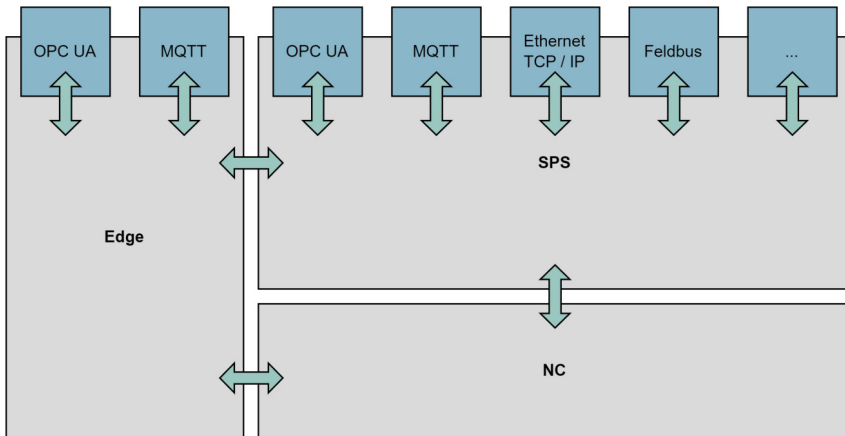 OPC UA
MQTT
OPC UA
MQTT
Ethernet
TCP / IP
Feldbus
...
SPS
Edge
NC